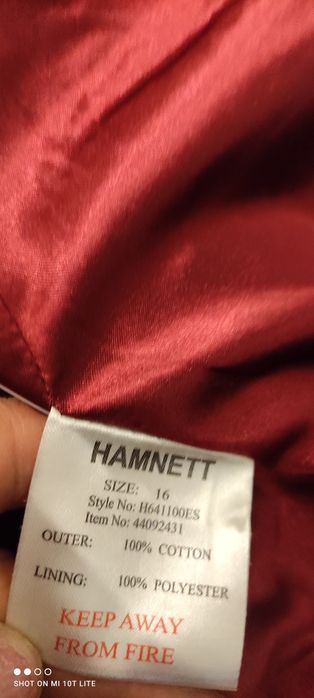 HAMNETT
SIZE: 16
Style No: H641100ES
Item No: 44092431
OUTER: 100% COTTON
LINING: 100% POLYESTER
KEEP AWAY
FROM FIRE
SHOT ON MI 10T LITE